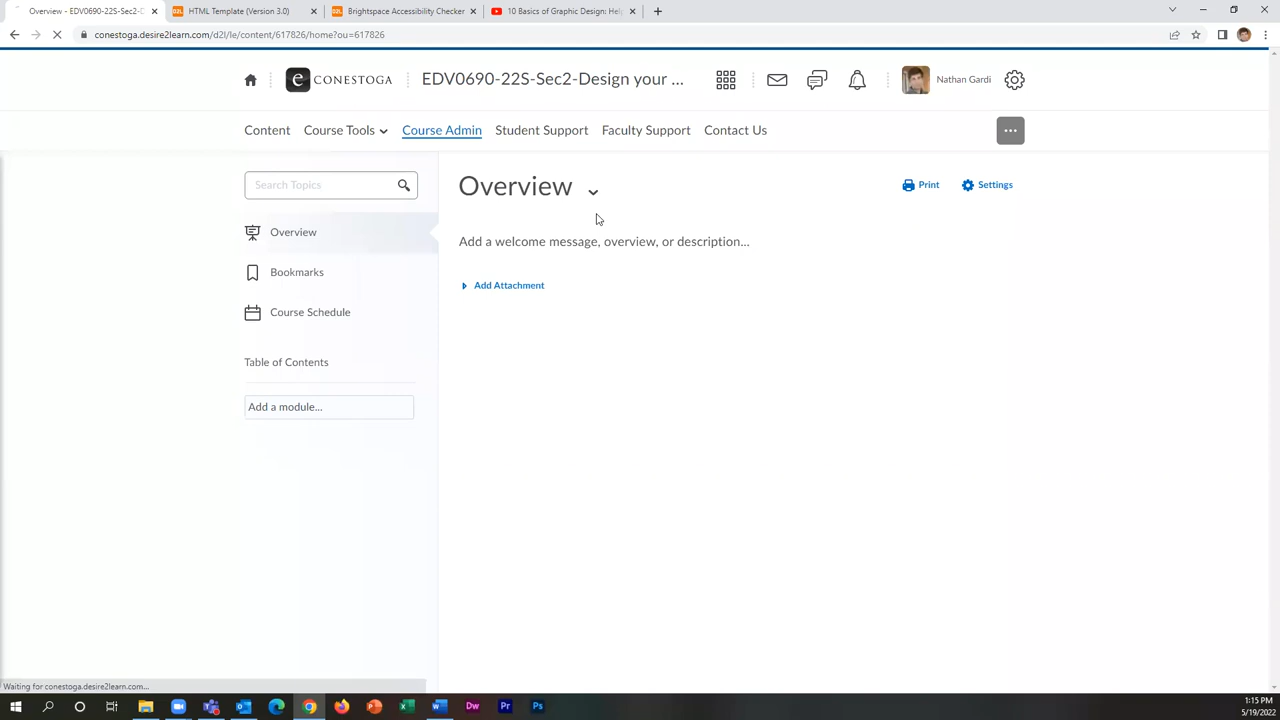 Overview - EDV0690-22S-Sec2-D
HTML Template (Version 3.0)
Brightspace Accessibility Checker
10 Basics of Graphic Design: Hel
conestoga.desire2learn.com/d2l/le/content/617826/home?ou=617826
CONESTOGA
EDV0690-22S-Sec2-Design your ...
Nathan Gardi
Content
Course Tools
Course Admin
Student Support
Faculty Support
Contact Us
Search Topics
Overview
Print
Settings
Overview
Add a welcome message, overview, or description...
Bookmarks
Add Attachment
Course Schedule
Table of Contents
Add a module...
Waiting for conestoga.desire2learn.com...
Dw
Pr
Ps
1:15 PM
5/19/2022